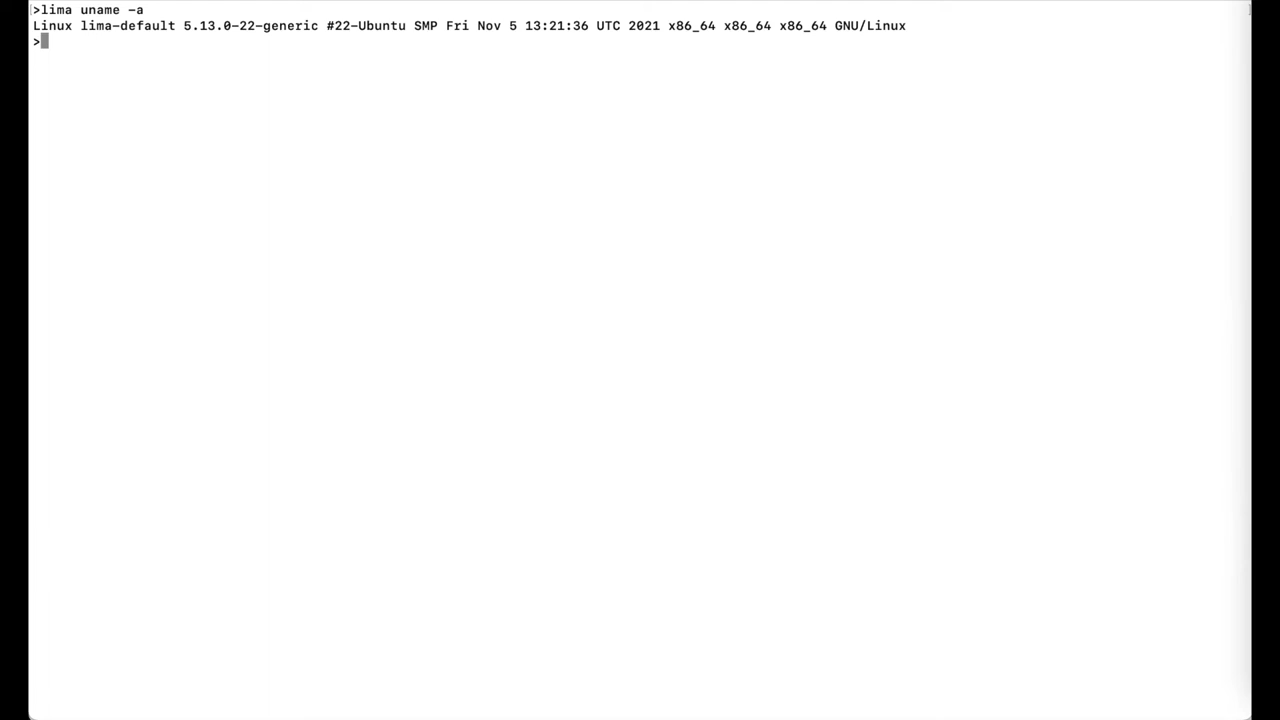 >lima uname -a
Linux lima-default 5.13.0-22-generic #22-Ubuntu SMP Fri Nov 5 13:21:36 UTC 2021 x86_64 x86_64 x86_64 GNU/Linux
>